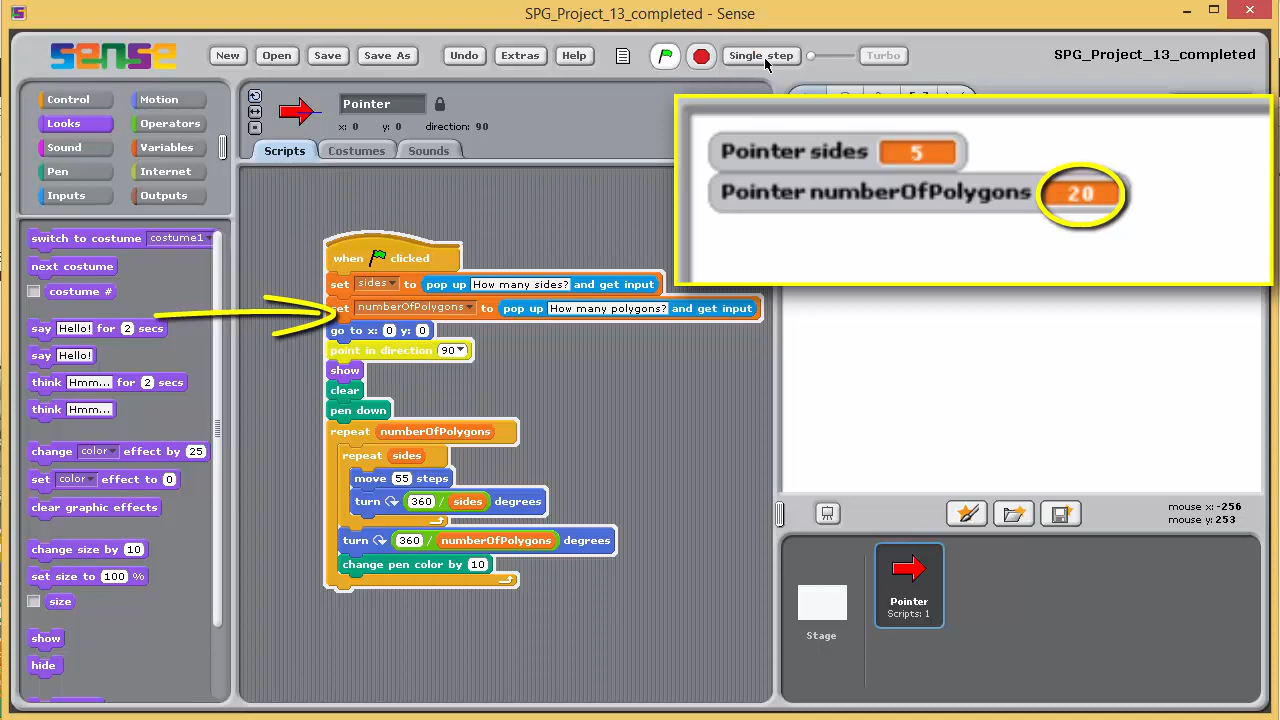 SPG_Project_13_completed - Sense
sense
New Open Save Save As Undo Extras Help Single step Turbo SPG_Project_13_completed
Control Motion
Looks Operators
Sound Variables
Pen Internet
Inputs Outputs
switch to costume costume1
next costume
costume #
say Hello! for 2 secs
say Hello!
think Hmm... for 2 secs
think Hmm...
change color effect by 25
set color effect to 0
clear graphic effects
change size by 10
set size to 100 %
size
show
hide
Pointer
x: 0 y: 0 direction: 90
Scripts Costumes Sounds
when clicked
set sides to pop up How many sides? and get input
set numberOfPolygons to pop up How many polygons? and get input
go to x: 0 y: 0
point in direction 90
show
clear
pen down
repeat numberOfPolygons
repeat sides
move 55 steps
turn 360 / sides degrees
turn 360 / numberOfPolygons degrees
change pen color by 10
Pointer sides 5
Pointer numberOfPolygons 20
mouse x: -256
mouse y: 253
Stage
Pointer
Scripts: 1